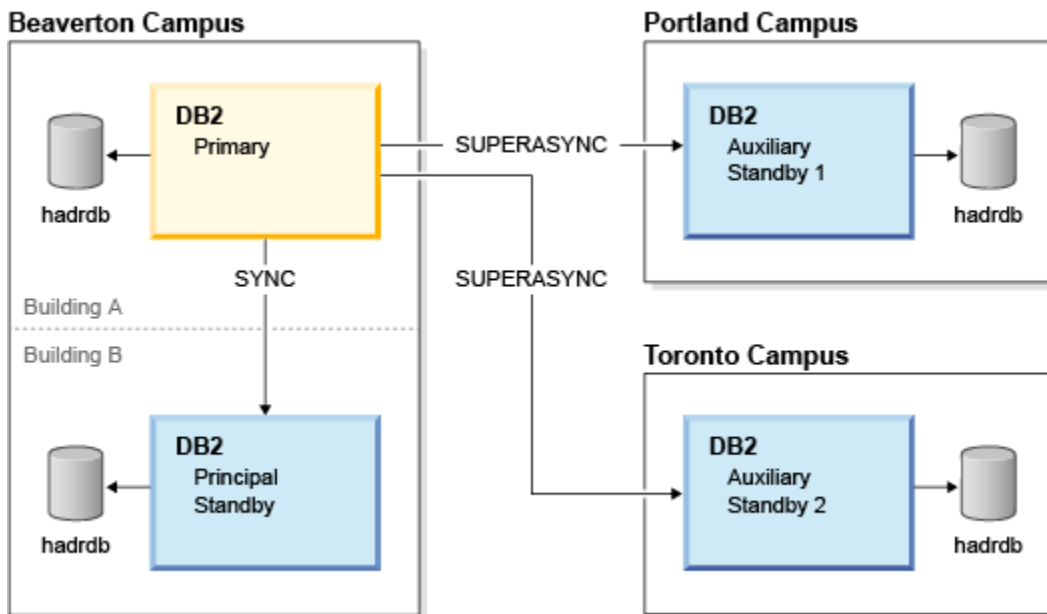 Beaverton Campus
DB2
Primary
hadrdb
SYNC
Building A
Building B
DB2
Principal
Standby
hadrdb
SUPERASYNC
SUPERASYNC
Portland Campus
DB2
Auxiliary
Standby 1
hadrdb
Toronto Campus
DB2
Auxiliary
Standby 2
hadrdb